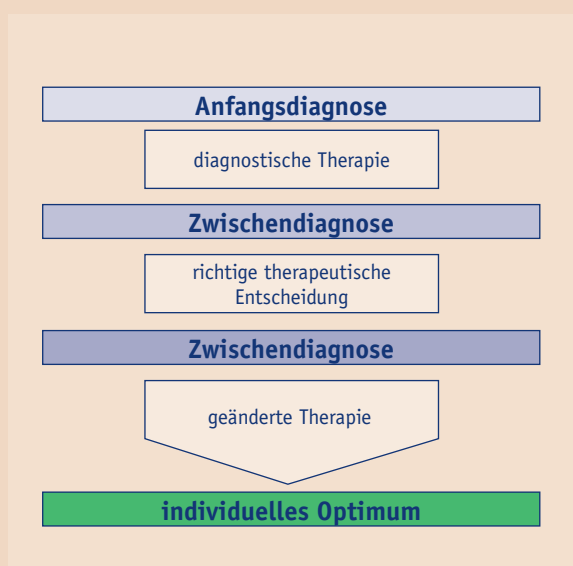 Anfangsdiagnose
diagnostische Therapie
Zwischendiagnose
richtige therapeutische
Entscheidung
Zwischendiagnose
geänderte Therapie
individuelles Optimum